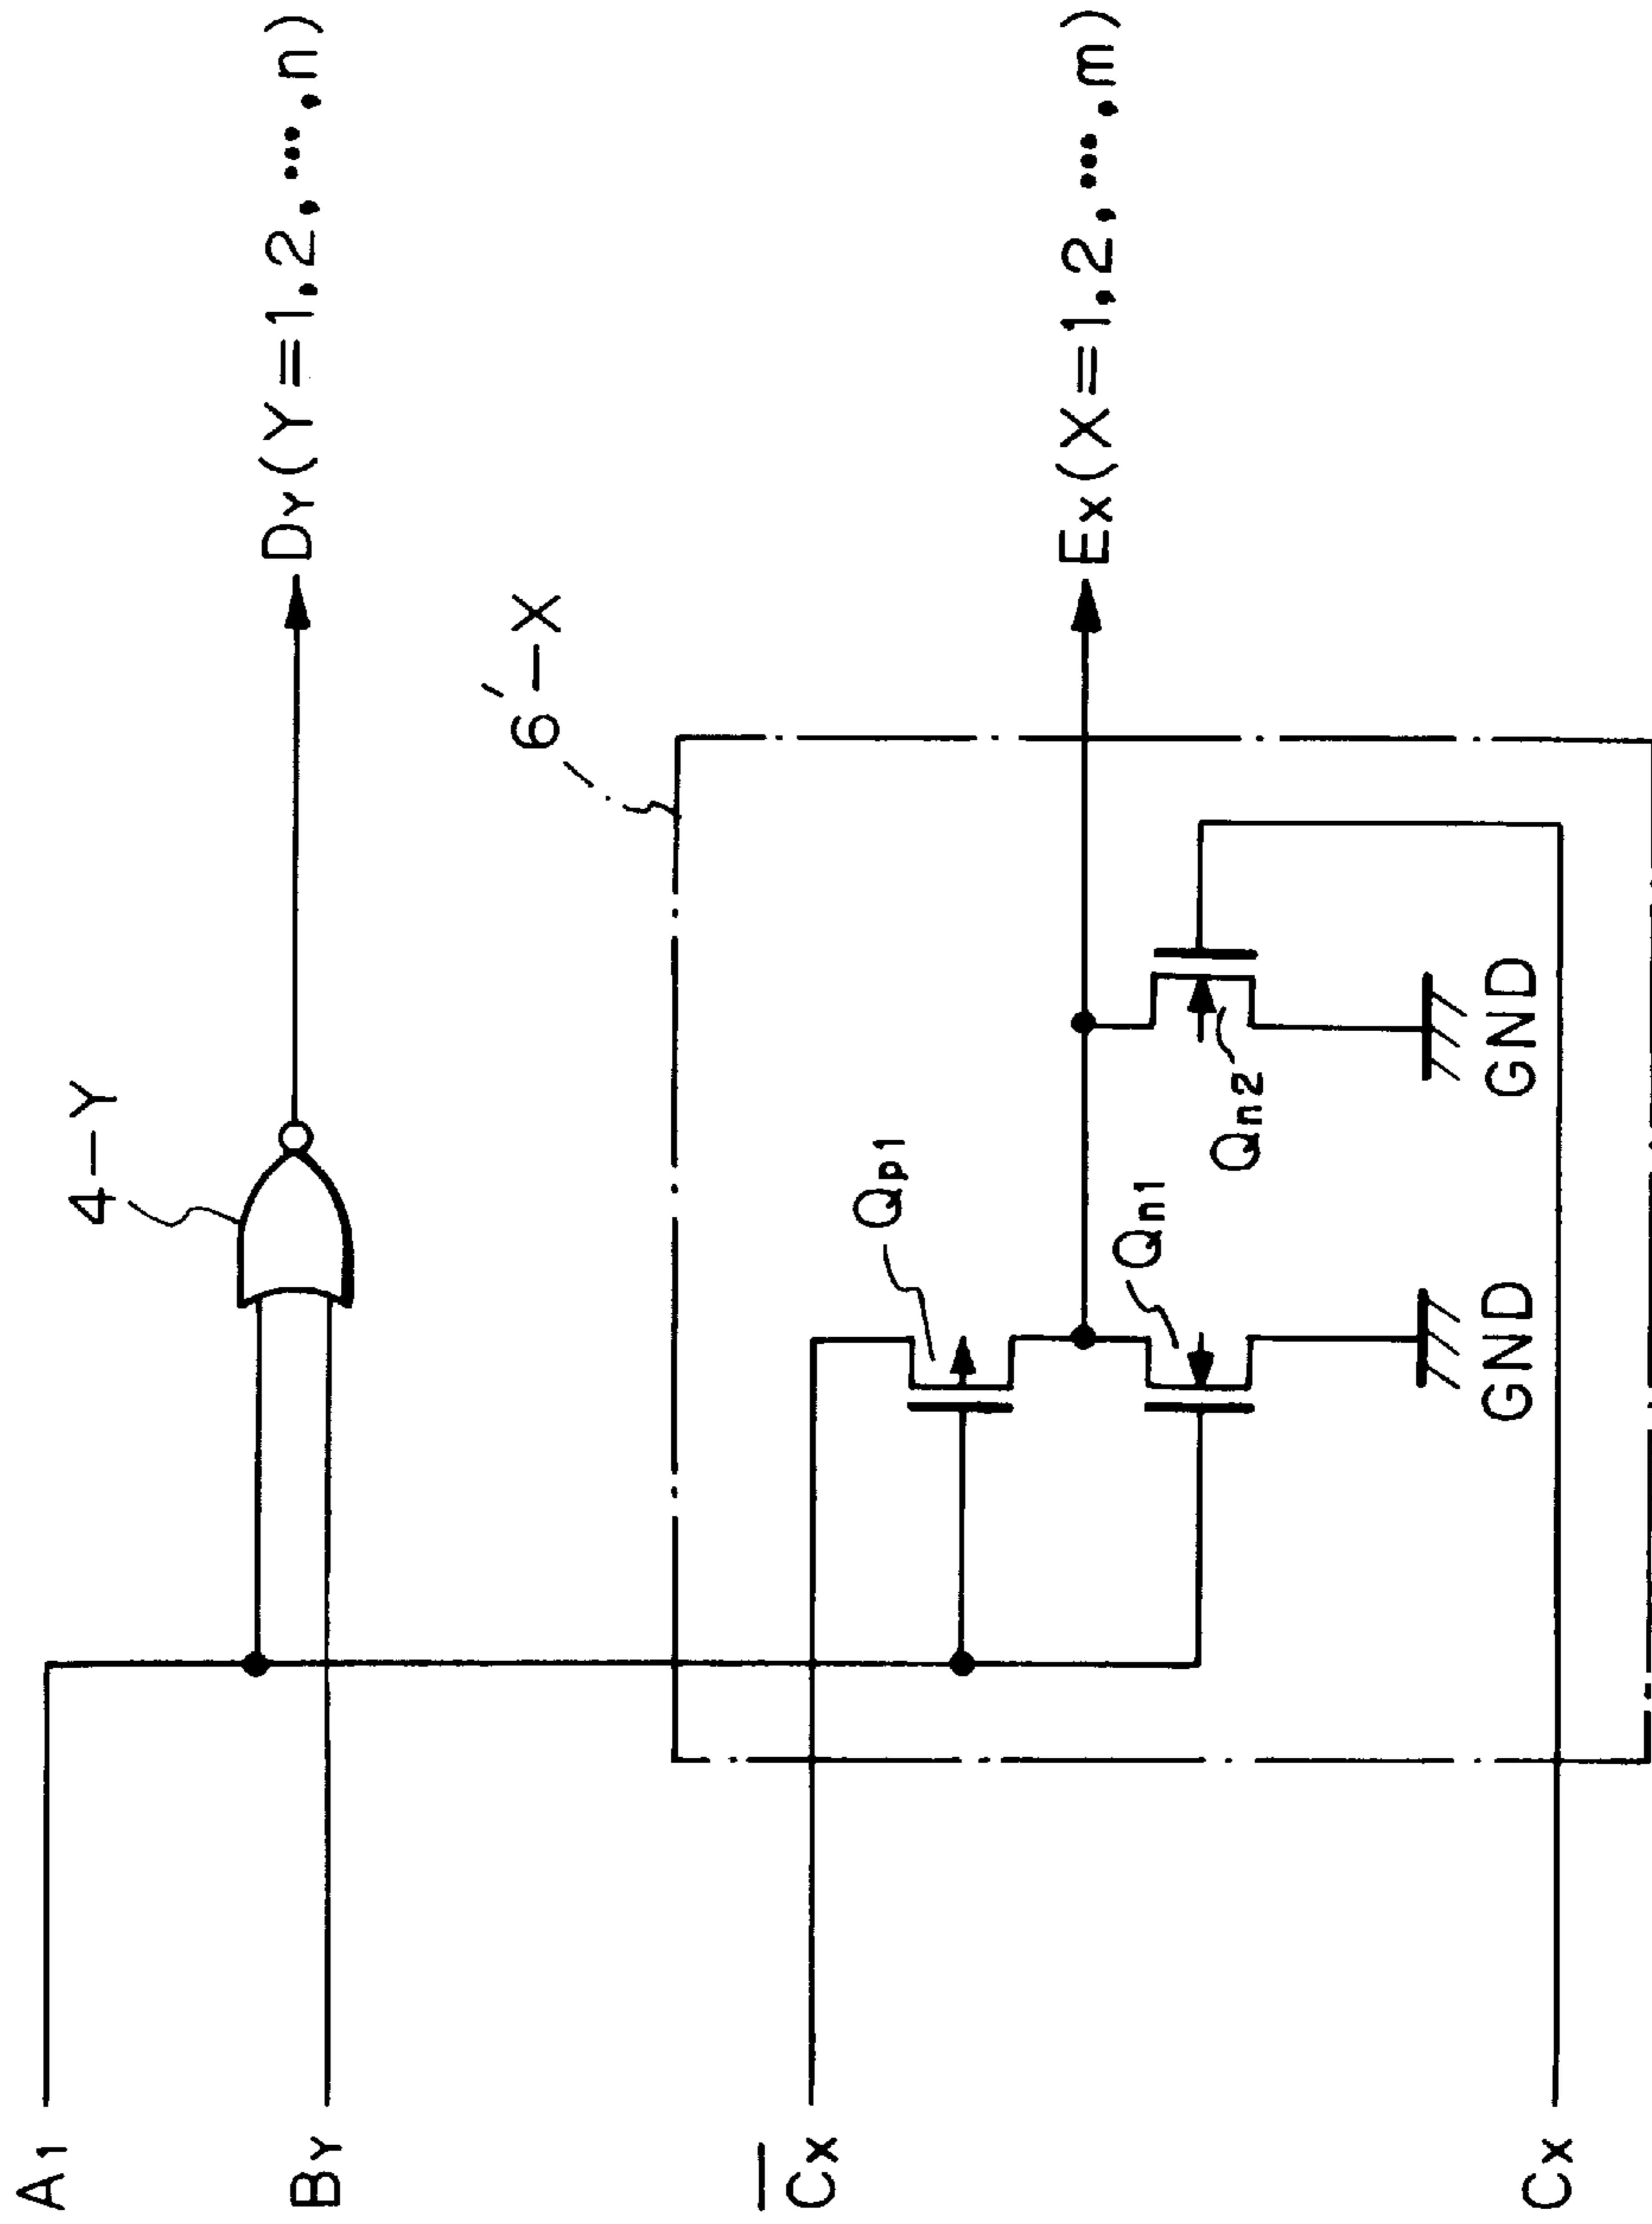 A1
BY
C̅x
Cx
4—Y
DY(Y=1,2,•••,n)
6′—X
Qp1
Qn1
Qn2
GND
GND
Ex(X=1,2,•••,m)